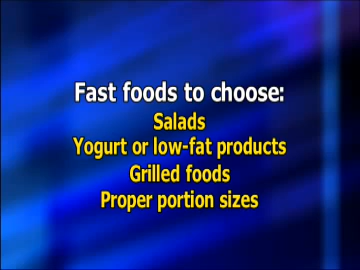 Fast foods to choose:
Salads
Yogurt or low-fat products
Grilled foods
Proper portion sizes